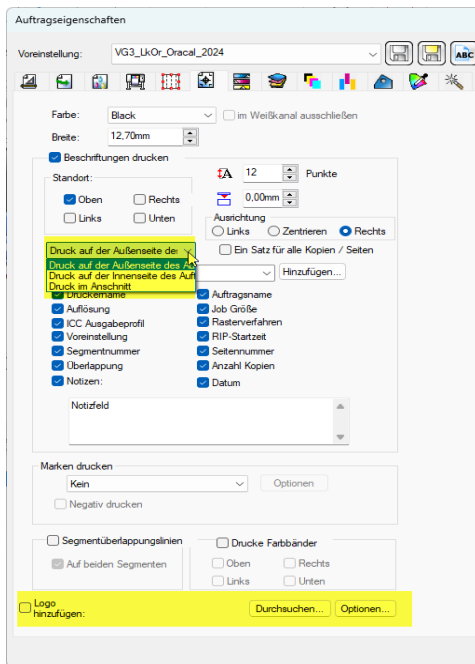 Auftragseigenschaften
Voreinstellung: VG3_LkOr_Oracal_2024
ABC
Farbe: Black im Weißkanal ausschließen
Breite: 12,70mm
Beschriftungen drucken
Standort: 12 Punkte
Oben Rechts 0,00mm
Links Unten Ausrichtung
Links Zentrieren Rechts
Druck auf der Außenseite des Ein Satz für alle Kopien / Seiten
Druck auf der Außenseite des Au
Druck auf der Innenseite des Auft Hinzufügen...
Druck im Anschnitt
Druckername Auftragsname
Auflösung Job Größe
ICC Ausgabeprofil Rasterverfahren
Voreinstellung RIP-Startzeit
Segmentnummer Seitennummer
Überlappung Anzahl Kopien
Notizen: Datum
Notizfeld
Marken drucken
Kein Optionen
Negativ drucken
Segmentüberlappungslinien Drucke Farbbänder
Auf beiden Segmenten Oben Rechts
Links Unten
Logo
hinzufügen: Durchsuchen... Optionen...